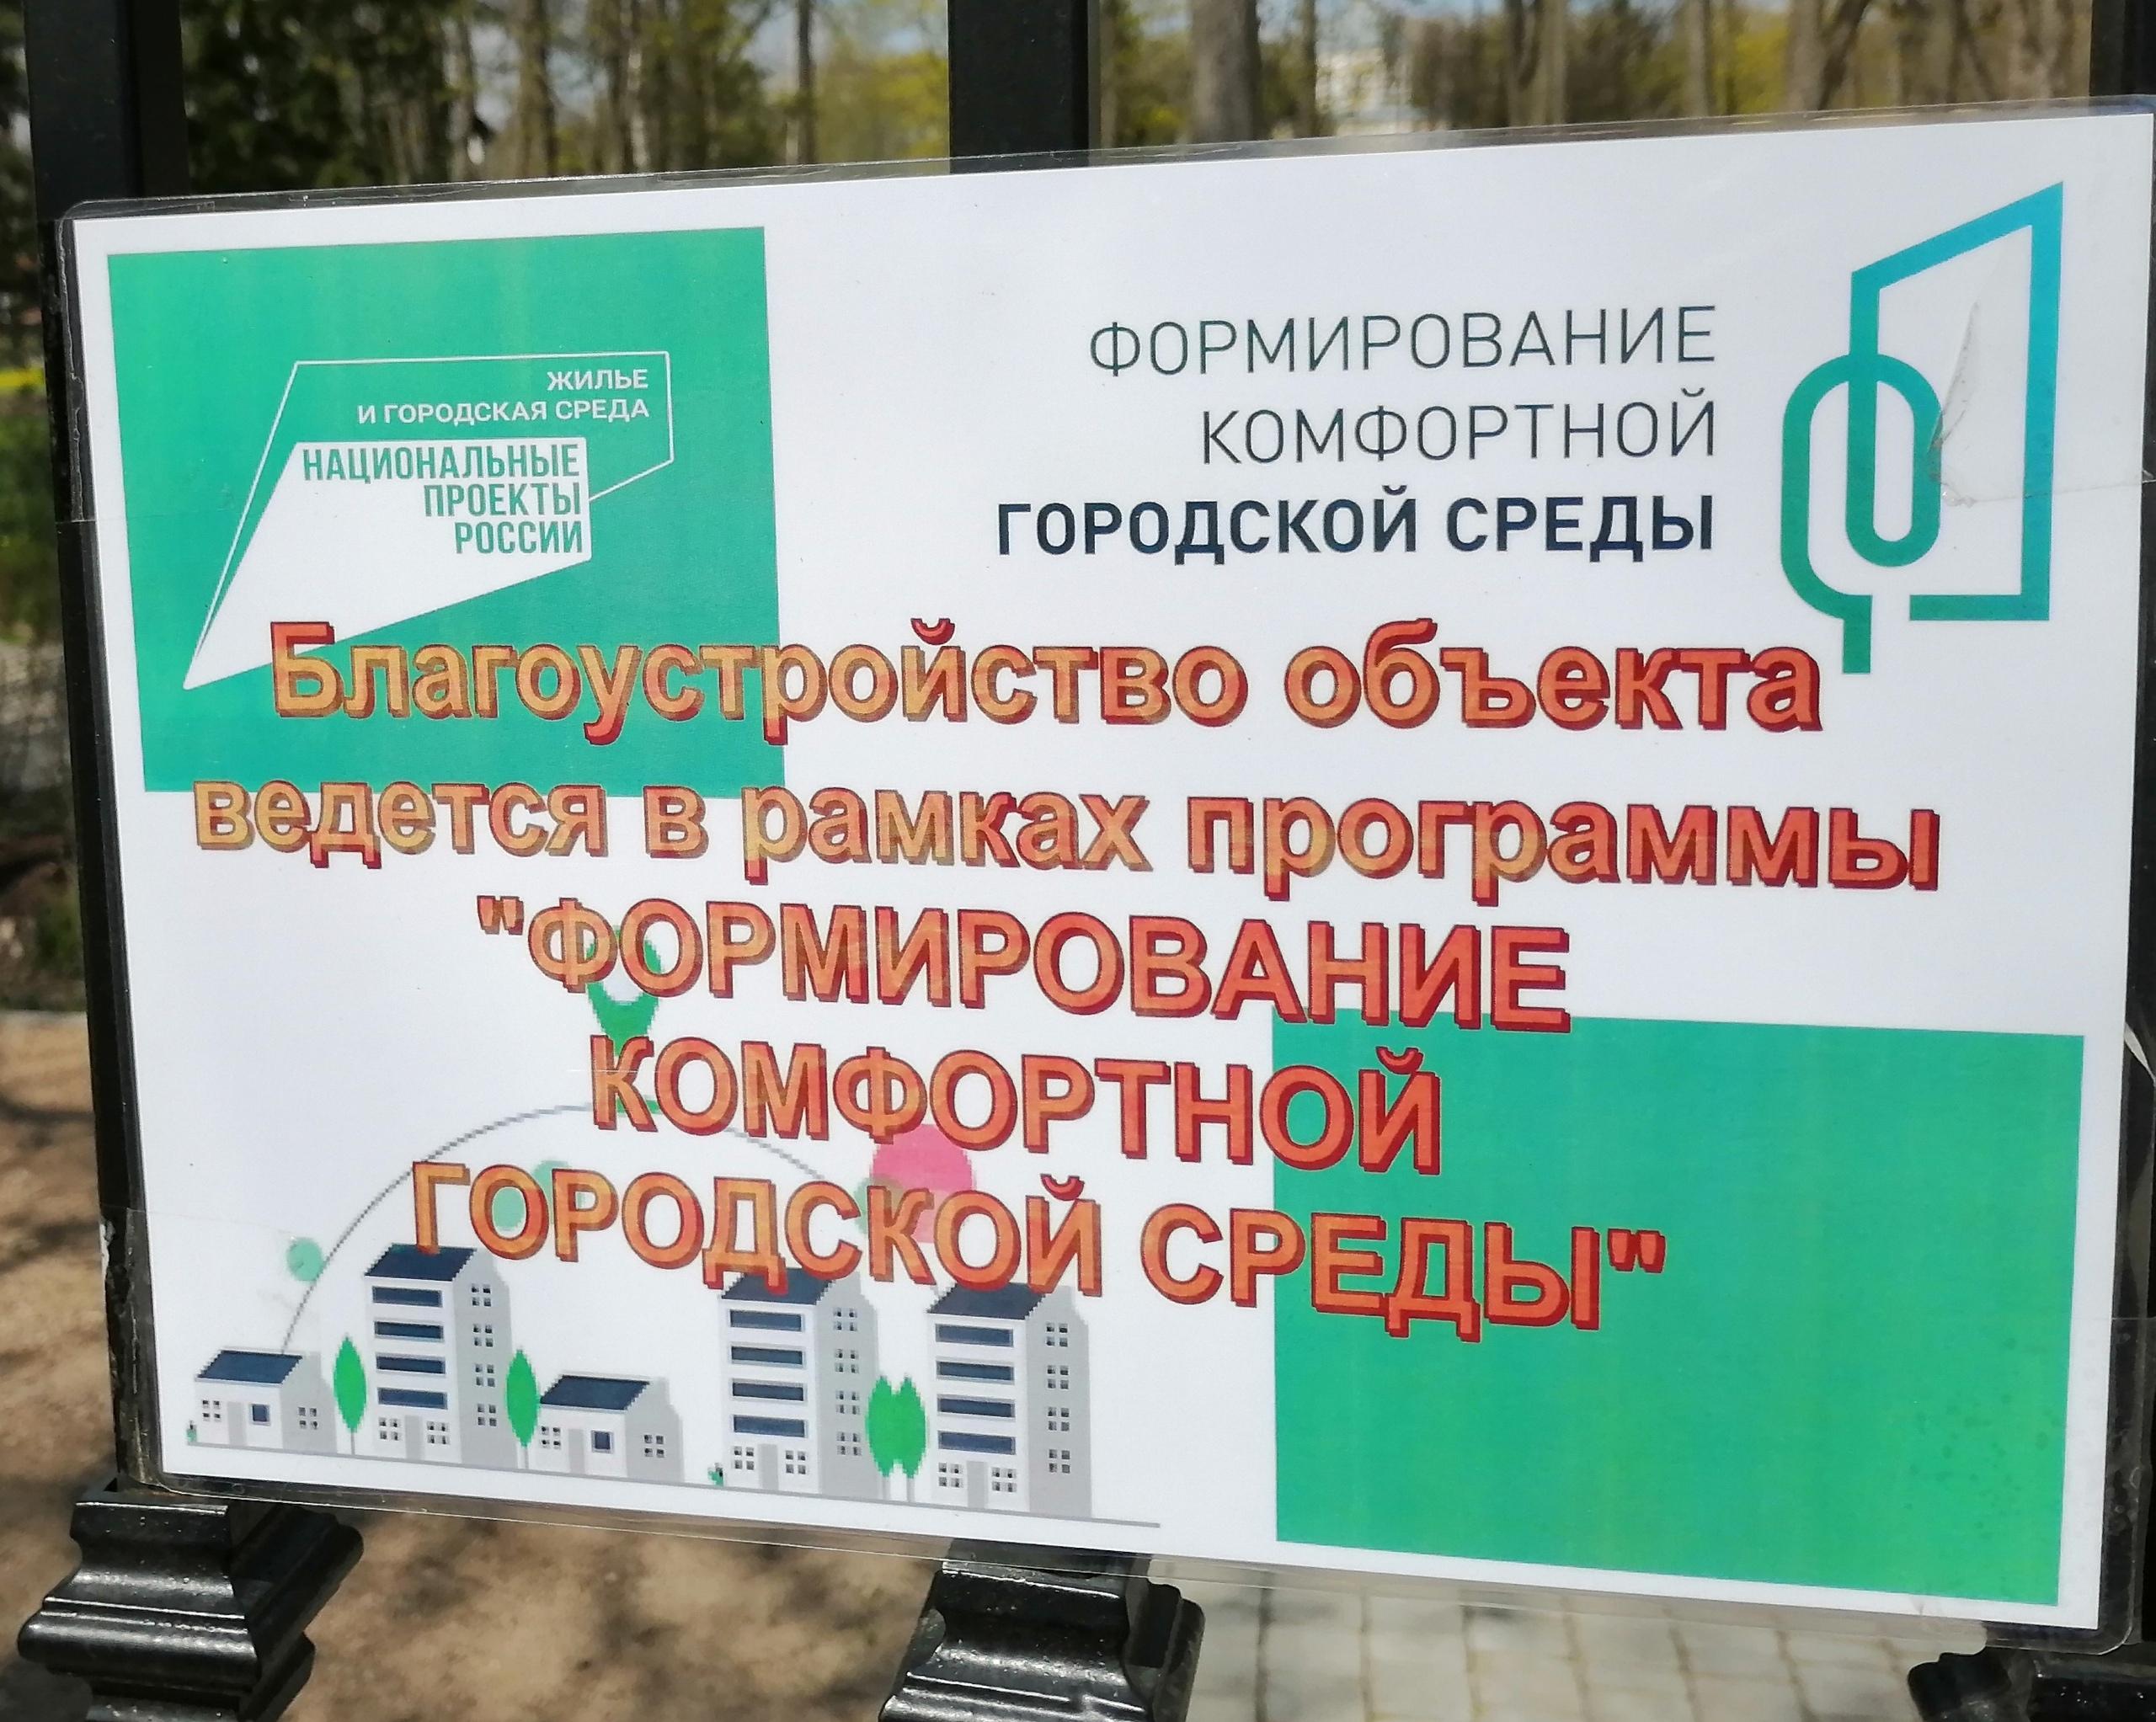 ЖИЛЬЕ
И ГОРОДСКАЯ СРЕДА
НАЦИОНАЛЬНЫЕ
ПРОЕКТЫ
РОССИИ
ФОРМИРОВАНИЕ
КОМФОРТНОЙ
ГОРОДСКОЙ СРЕДЫ
Благоустройство объекта
ведется в рамках программы
"ФОРМИРОВАНИЕ
КОМФОРТНОЙ
ГОРОДСКОЙ СРЕДЫ"